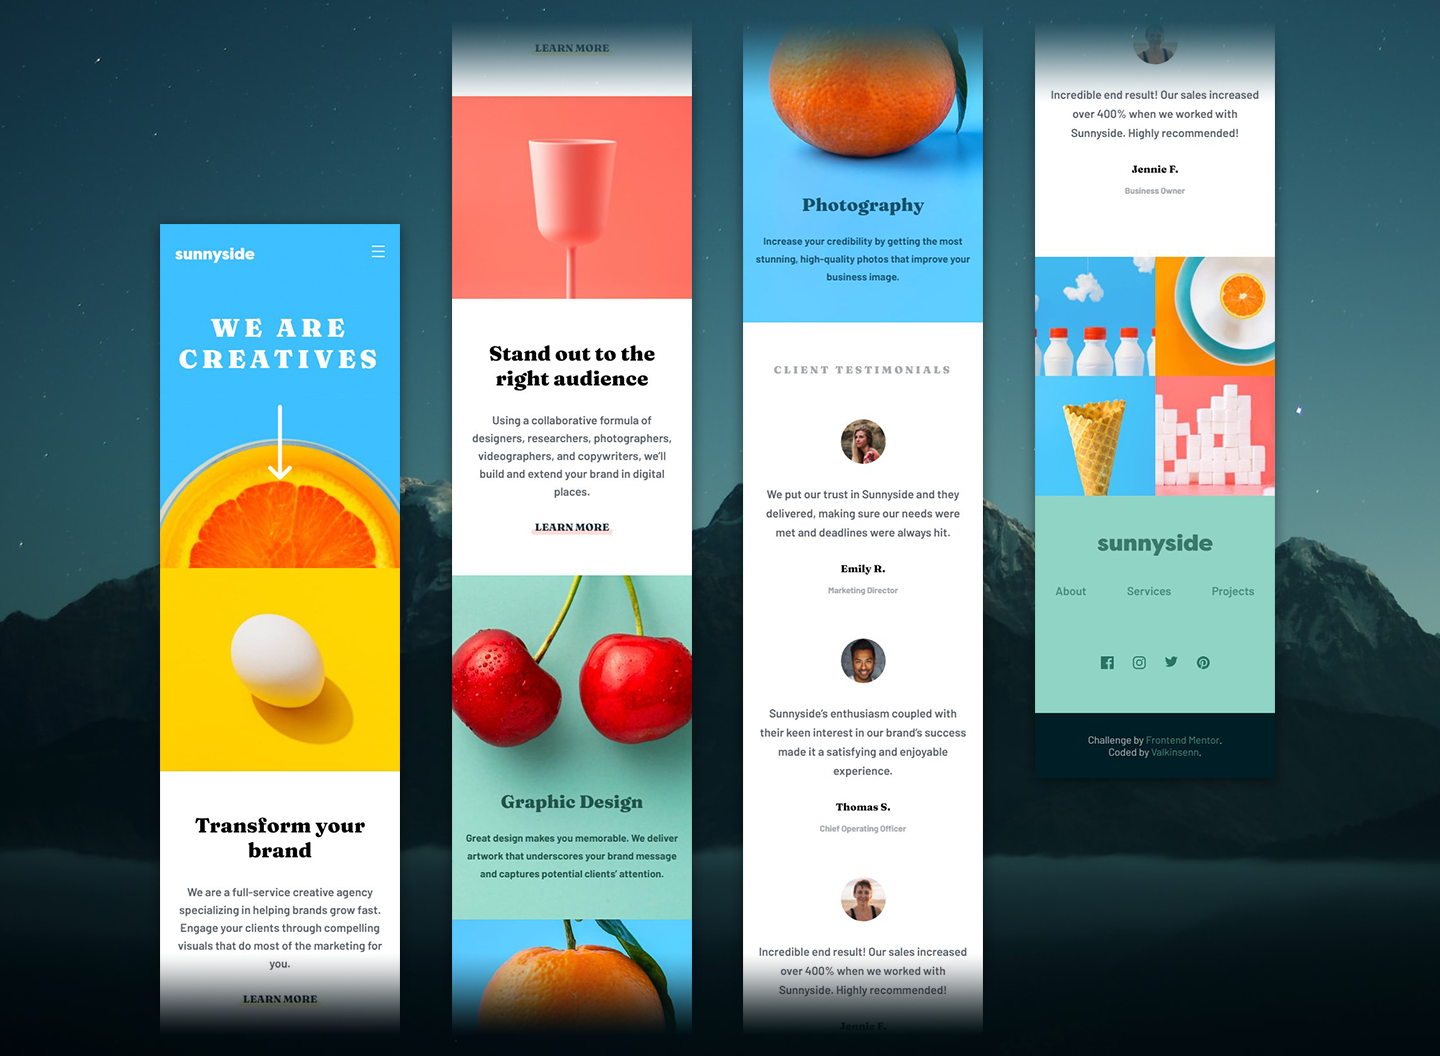 sunnyside
WE ARE
CREATIVES
Transform your
brand
We are a full-service creative agency
specializing in helping brands grow fast.
Engage your clients through compelling
visuals that do most of the marketing for
you.
LEARN MORE
LEARN MORE
Stand out to the
right audience
Using a collaborative formula of
designers, researchers, photographers,
videographers, and copywriters, we'll
build and extend your brand in digital
places.
LEARN MORE
Graphic Design
Great design makes you memorable. We deliver
artwork that underscores your brand message
and captures potential clients' attention.
Photography
Increase your credibility by getting the most
stunning, high-quality photos that improve your
business image.
CLIENT TESTIMONIALS
We put our trust in Sunnyside and they
delivered, making sure our needs were
met and deadlines were always hit.
Emily R.
Marketing Director
Sunnyside's enthusiasm coupled with
their keen interest in our brand's success
made it a satisfying and enjoyable
experience.
Thomas S.
Chief Operating Officer
Incredible end result! Our sales increased
over 400% when we worked with
Sunnyside. Highly recommended!
Jennie F.
Incredible end result! Our sales increased
over 400% when we worked with
Sunnyside. Highly recommended!
Jennie F.
Business Owner
sunnyside
About Services Projects
Challenge by Frontend Mentor.
Coded by Valkinsenn.